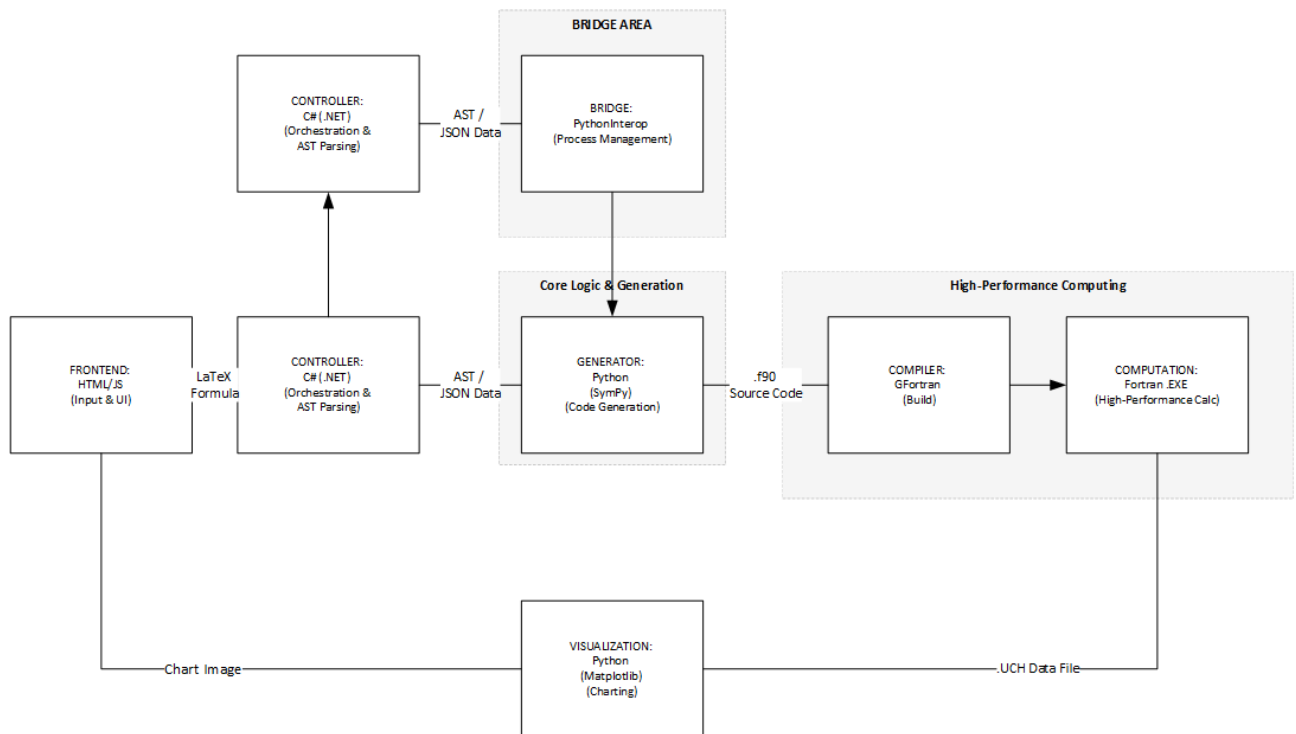 BRIDGE AREA
CONTROLLER:
C# (.NET)
(Orchestration &
AST Parsing)
AST /
JSON Data
BRIDGE:
PythonInterop
(Process Management)
Core Logic & Generation
High-Performance Computing
FRONTEND:
HTML/JS
(Input & UI)
LaTeX
Formula
CONTROLLER:
C# (.NET)
(Orchestration &
AST Parsing)
AST /
JSON Data
GENERATOR:
Python
(SymPy)
(Code Generation)
.f90
Source Code
COMPILER:
GFortran
(Build)
COMPUTATION:
Fortran .EXE
(High-Performance Calc)
Chart Image
VISUALIZATION:
Python
(Matplotlib)
(Charting)
.UCH Data File